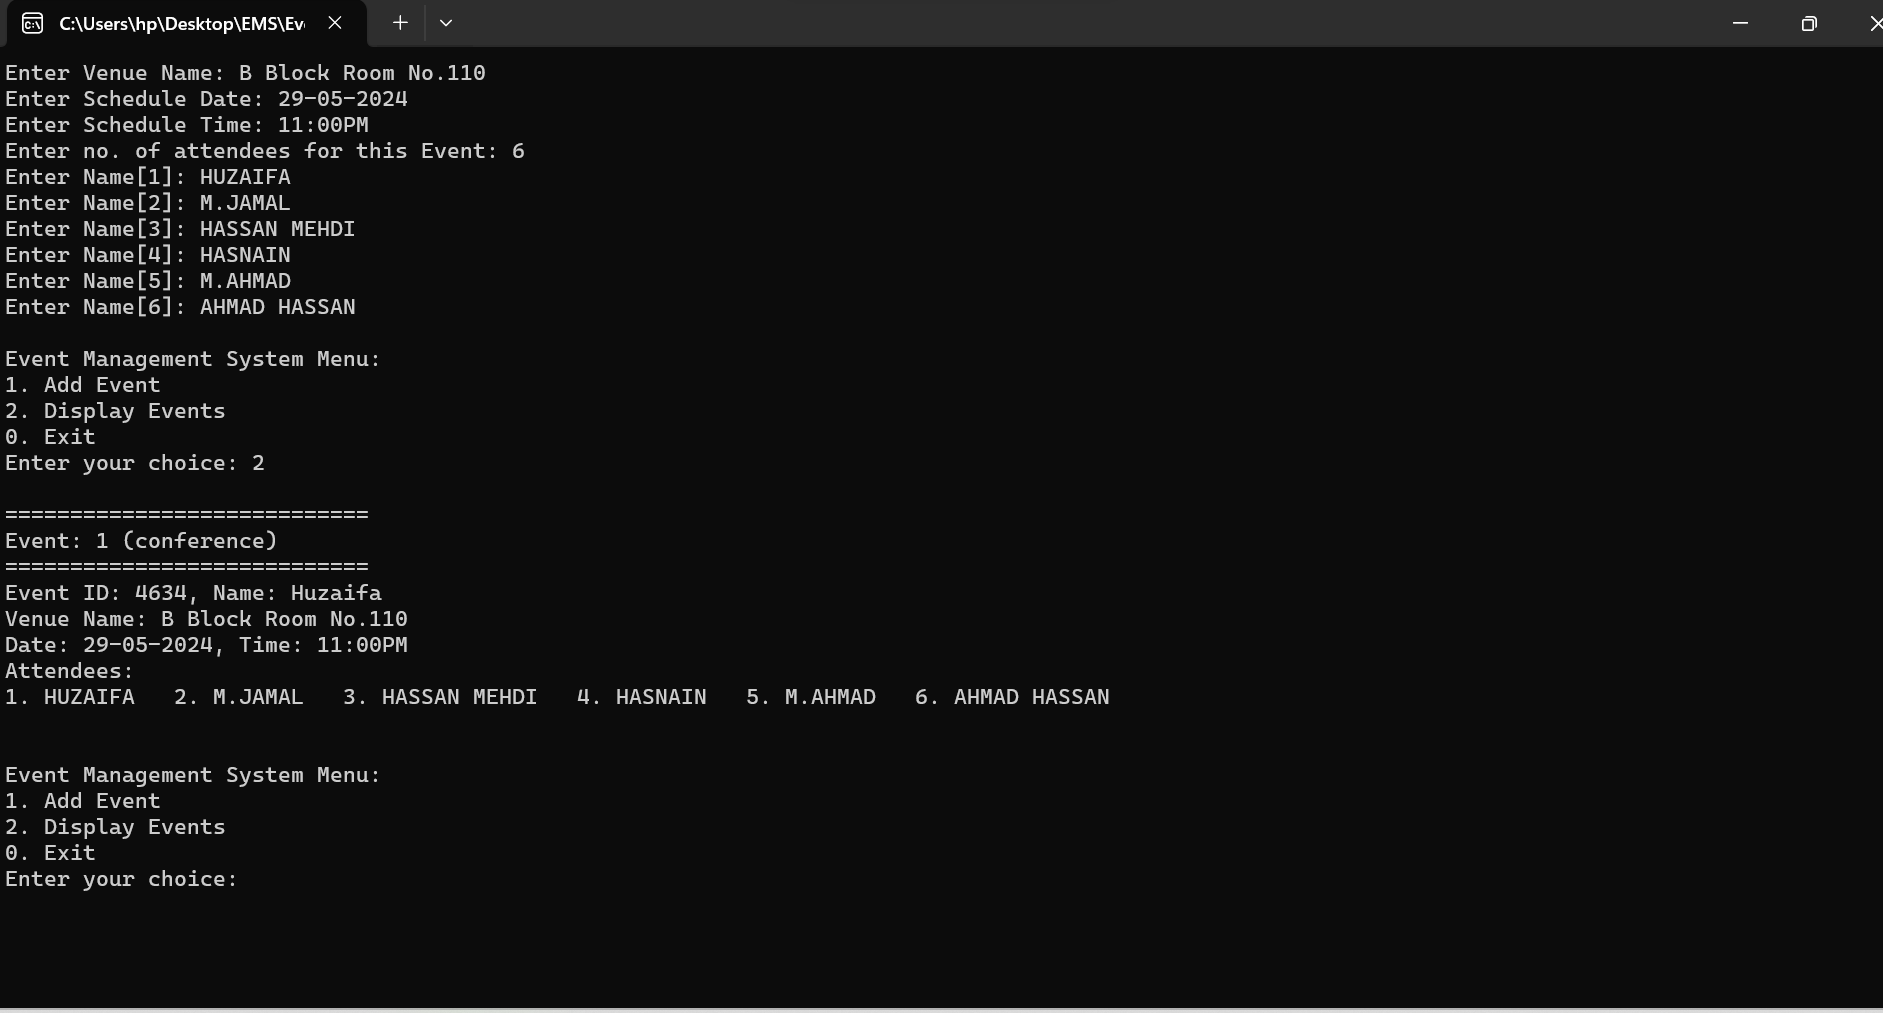 C:\Users\hp\Desktop\EMS\Ev
Enter Venue Name: B Block Room No.110
Enter Schedule Date: 29-05-2024
Enter Schedule Time: 11:00PM
Enter no. of attendees for this Event: 6
Enter Name[1]: HUZAIFA
Enter Name[2]: M.JAMAL
Enter Name[3]: HASSAN MEHDI
Enter Name[4]: HASNAIN
Enter Name[5]: M.AHMAD
Enter Name[6]: AHMAD HASSAN
Event Management System Menu:
1. Add Event
2. Display Events
0. Exit
Enter your choice: 2
============================
Event: 1 (conference)
============================
Event ID: 4634, Name: Huzaifa
Venue Name: B Block Room No.110
Date: 29-05-2024, Time: 11:00PM
Attendees:
1. HUZAIFA   2. M.JAMAL   3. HASSAN MEHDI   4. HASNAIN   5. M.AHMAD   6. AHMAD HASSAN
Event Management System Menu:
1. Add Event
2. Display Events
0. Exit
Enter your choice: